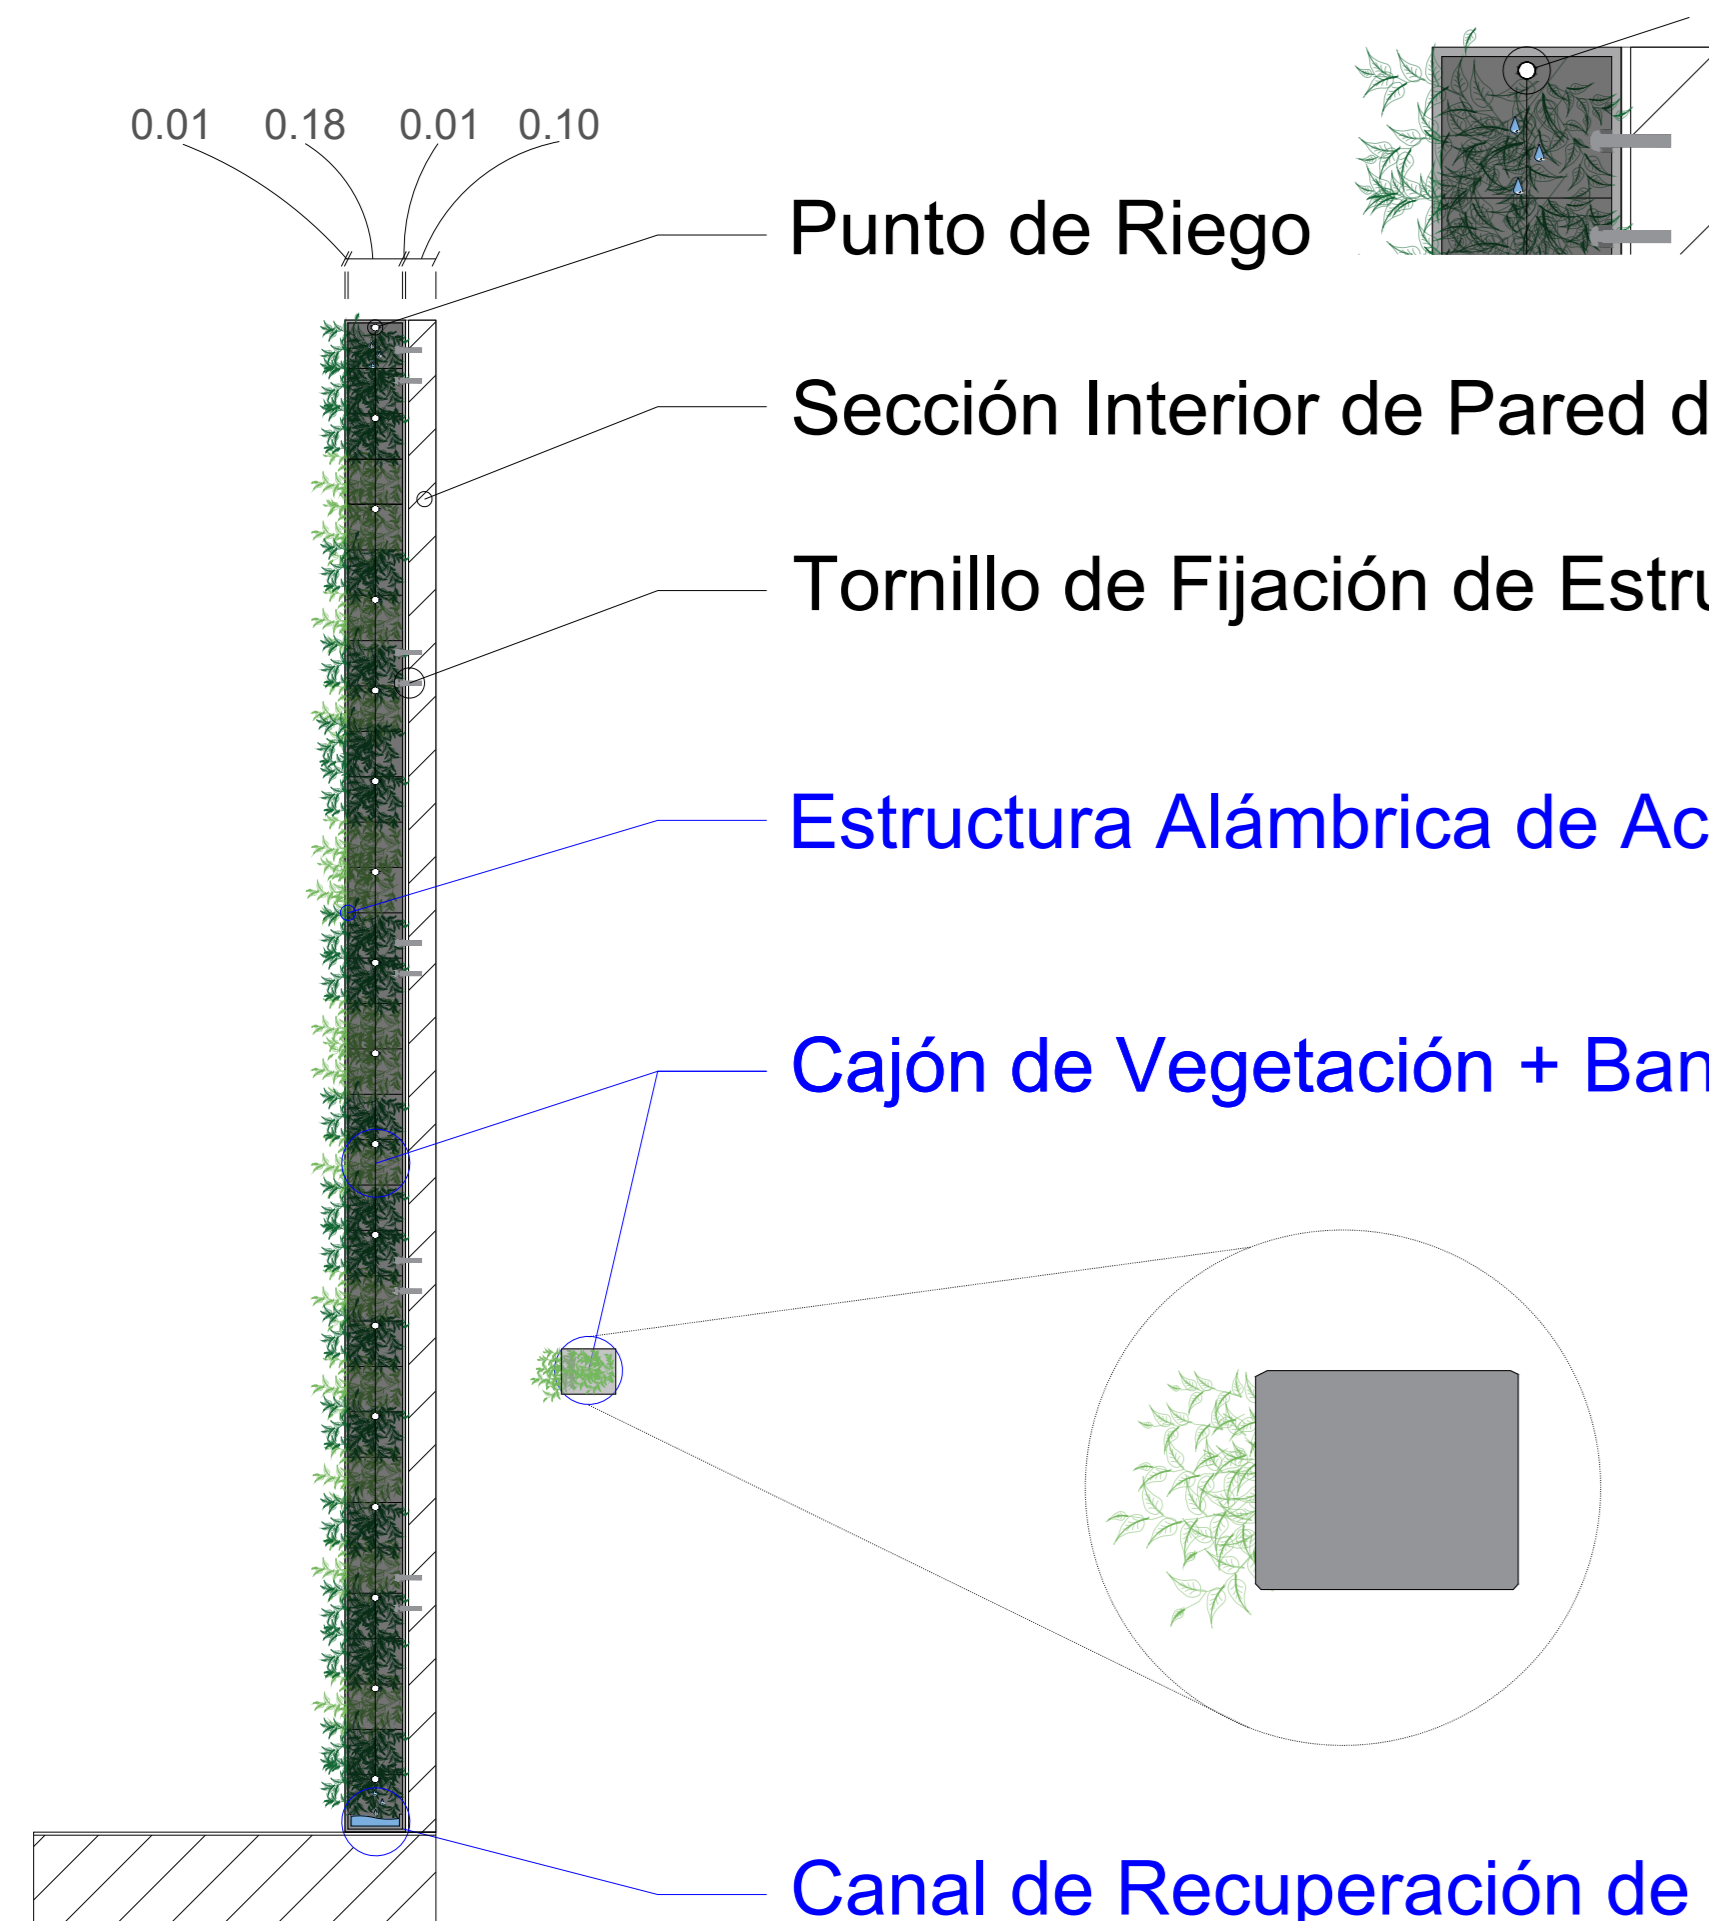 0.01 0.18 0.01 0.10
Punto de Riego
Sección Interior de Pared d
Tornillo de Fijación de Estru
Estructura Alámbrica de Ac
Cajón de Vegetación + Ban
Canal de Recuperación de